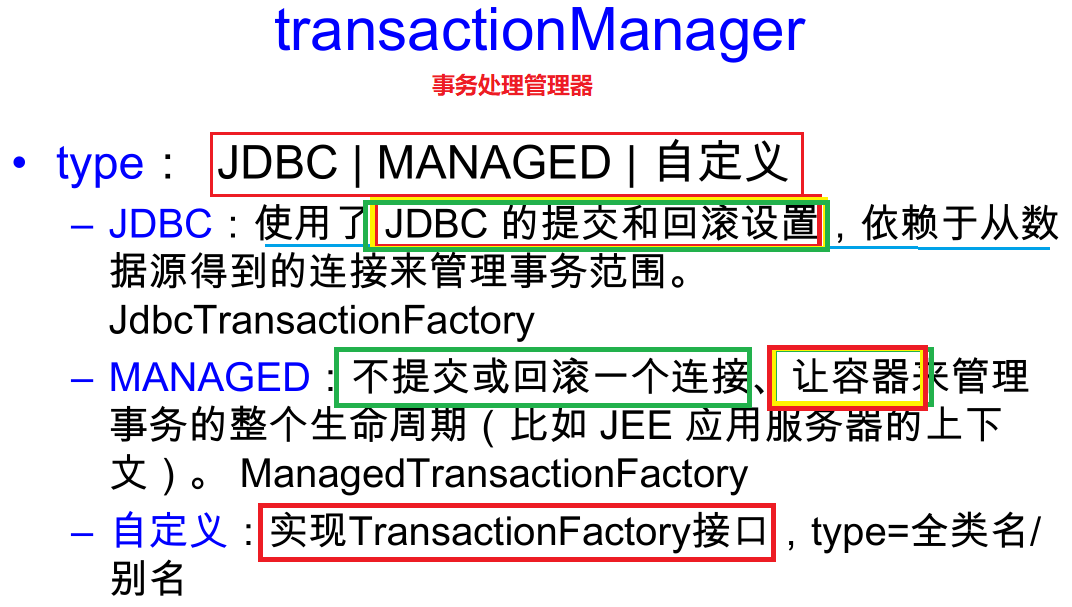 transactionManager
事务处理管理器
• type： JDBC | MANAGED | 自定义
– JDBC：使用了 JDBC 的提交和回滚设置，依赖于从数
据源得到的连接来管理事务范围。
JdbcTransactionFactory
– MANAGED：不提交或回滚一个连接、让容器来管理
事务的整个生命周期（比如 JEE 应用服务器的上下
文）。 ManagedTransactionFactory
– 自定义：实现TransactionFactory接口，type=全类名/
别名